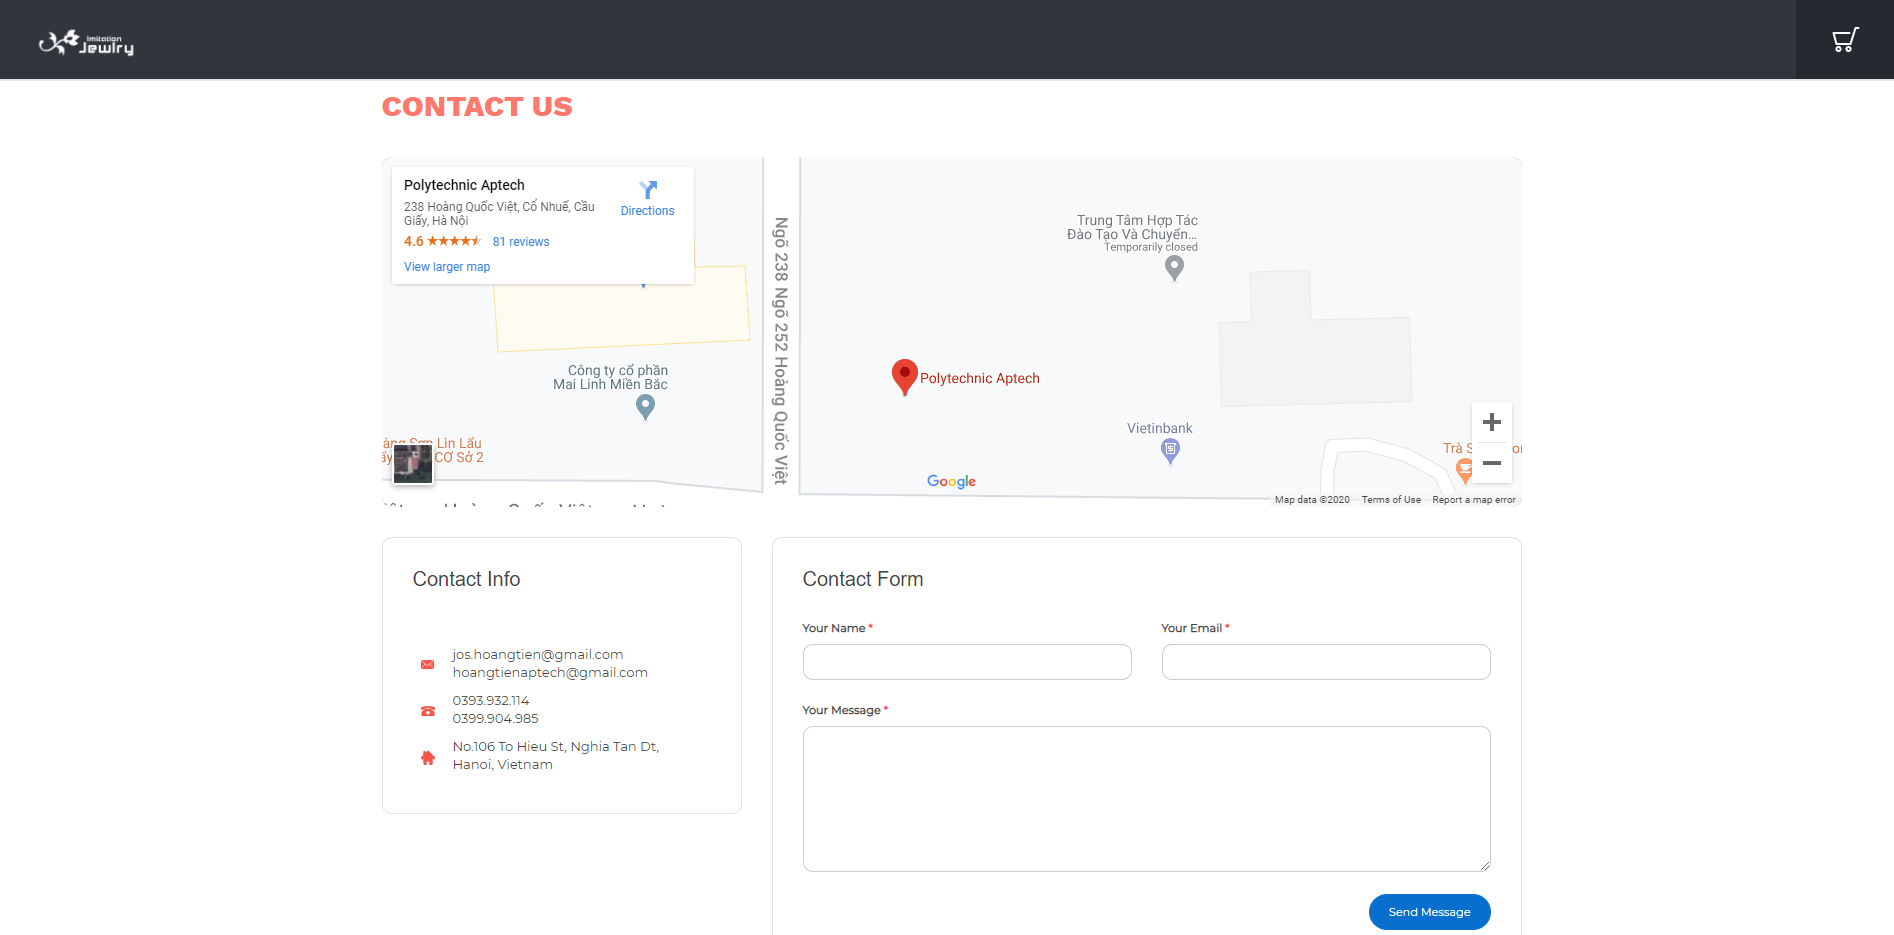 Imitation
Jewlry
CONTACT US
Polytechnic Aptech
238 Hoàng Quốc Việt, Cổ Nhuế, Cầu
Giấy, Hà Nội
Directions
4.6
81 reviews
View larger map
Ngõ 238 Ngõ 252 Hoàng Quốc Việt
Trung Tâm Hợp Tác
Đào Tạo Và Chuyển...
Temporarily closed
Công ty cổ phần
Mai Linh Miền Bắc
Polytechnic Aptech
Vietinbank
Lìn Lẩu
CƠ Sở 2
Trà
Google
Map data ©2020
Terms of Use
Report a map error
Contact Info
jos.hoangtien@gmail.com
hoangtienaptech@gmail.com
0393.932.114
0399.904.985
No.106 To Hieu St, Nghia Tan Dt,
Hanoi, Vietnam
Contact Form
Your Name *
Your Email *
Your Message *
Send Message